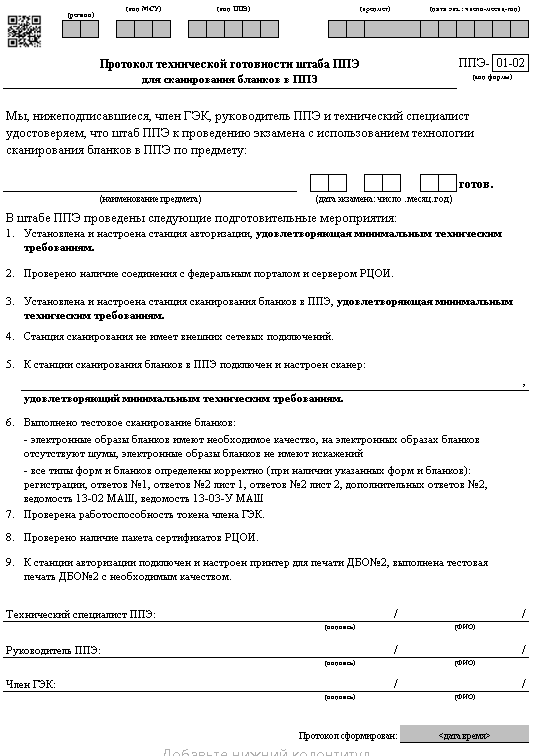 (регион)
(код МСУ)
(код ППЭ)
(предмет)
(дата экз.: число-месяц-год)
Протокол технической готовности штаба ППЭ
для сканирования бланков в ППЭ
ППЭ- 01-02
(код формы)
Мы, нижеподписавшиеся, член ГЭК, руководитель ППЭ и технический специалист
удостоверяем, что штаб ППЭ к проведению экзамена с использованием технологии
сканирования бланков в ППЭ по предмету:
готов.
(наименование предмета)
(дата экзамена: число .месяц.год)
В штабе ППЭ проведены следующие подготовительные мероприятия:
1. Установлена и настроена станция авторизации, удовлетворяющая минимальным техническим
требованиям.
2. Проверено наличие соединения с федеральным порталом и сервером РЦОИ.
3. Установлена и настроена станция сканирования бланков в ППЭ, удовлетворяющая минимальным
техническим требованиям.
4. Станция сканирования не имеет внешних сетевых подключений.
5. К станции сканирования бланков в ППЭ подключен и настроен сканер:
,
удовлетворяющий минимальным техническим требованиям.
6. Выполнено тестовое сканирование бланков:
- электронные образы бланков имеют необходимое качество, на электронных образах бланков
отсутствуют шумы, электронные образы бланков не имеют искажений
- все типы форм и бланков определены корректно (при наличии указанных форм и бланков):
регистрации, ответов №1, ответов №2 лист 1, ответов №2 лист 2, дополнительных ответов №2,
ведомость 13-02 МАШ, ведомость 13-03-У МАШ
7. Проверена работоспособность токена члена ГЭК.
8. Проверено наличие пакета сертификатов РЦОИ.
9. К станции авторизации подключен и настроен принтер для печати ДБО№2, выполнена тестовая
печать ДБО№2 с необходимым качеством.
Технический специалист ППЭ: / /
(подпись) (ФИО)
Руководитель ППЭ: / /
(подпись) (ФИО)
Член ГЭК: / /
(подпись) (ФИО)
Протокол сформирован: <дата время>
Добавьте нижний колонтитул